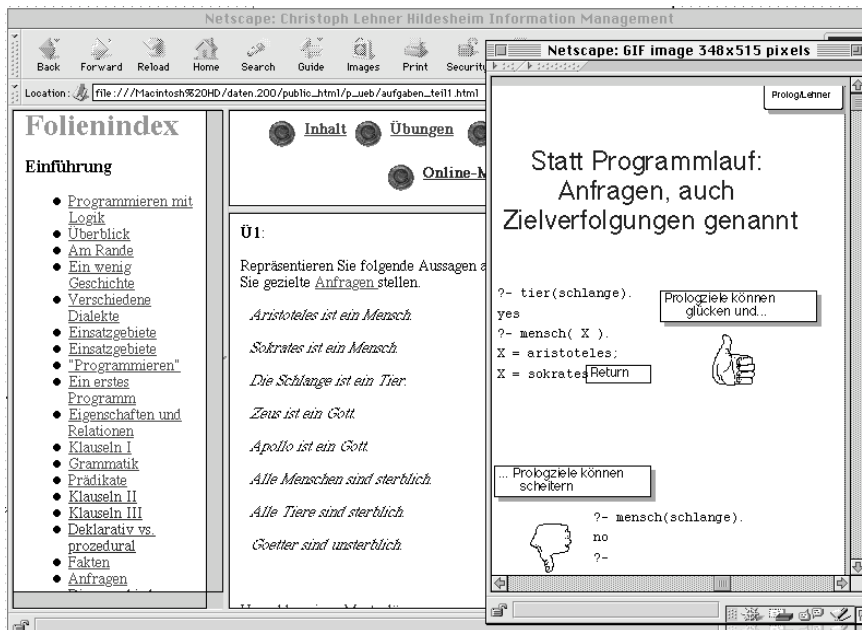 Netscape: Christoph Lehner Hildesheim Information Management
Back Forward Reload Home Search Guide Images Print Security
Location: file:///Macintosh%20HD/daten.200/public_html/p_ueb/aufgaben_teil1.html
Folienindex
Einführung
Programmieren mit
Logik
Überblick
Am Rande
Ein wenig
Geschichte
Verschiedene
Dialekte
Einsatzgebiete
Einsatzgebiete
"Programmieren"
Ein erstes
Programm
Eigenschaften und
Relationen
Klauseln I
Grammatik
Prädikate
Klauseln II
Klauseln III
Deklarativ vs.
prozedural
Fakten
Anfragen
Inhalt Übungen
Online-M
Ü1:
Repräsentieren Sie folgende Aussagen a
Sie gezielte Anfragen stellen.
Aristoteles ist ein Mensch.
Sokrates ist ein Mensch.
Die Schlange ist ein Tier.
Zeus ist ein Gott.
Apollo ist ein Gott.
Alle Menschen sind sterblich.
Alle Tiere sind sterblich.
Goetter sind unsterblich.
Netscape: GIF image 348x515 pixels
Prolog/Lehner
Statt Programmlauf:
Anfragen, auch
Zielverfolgungen genannt
?- tier(schlange).
yes
?- mensch( X ).
X = aristoteles;
X = sokrates Return
Prologziele können
glücken und...
... Prologziele können
scheitern
?- mensch(schlange).
no
?-